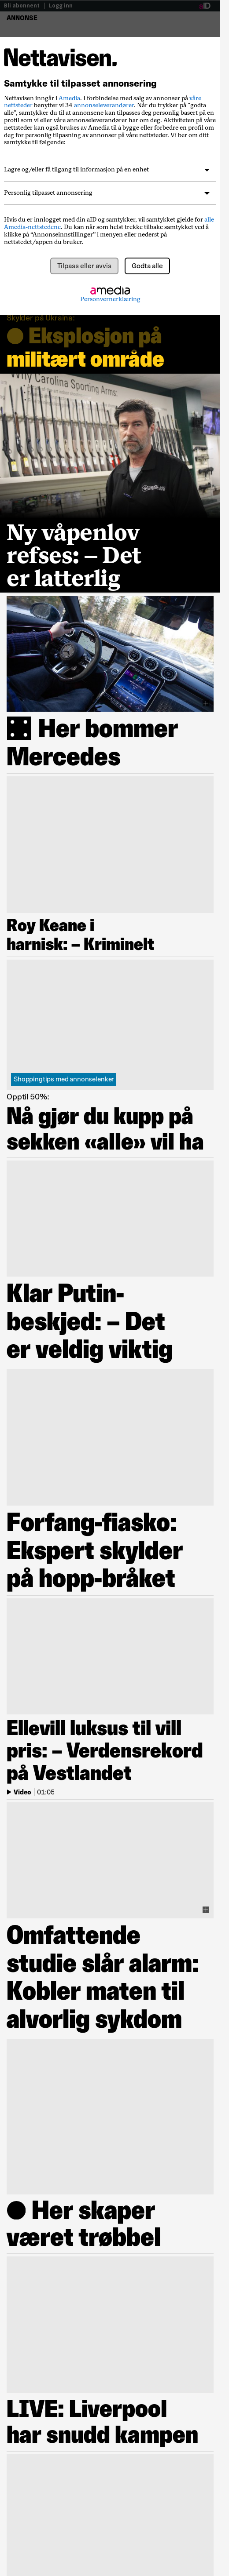 Bli abonnent | Logg inn
aID
ANNONSE
Nettavisen.
Samtykke til tilpasset annonsering
Nettavisen inngår i Amedia. I forbindelse med salg av annonser på våre
nettsteder benytter vi 34 annonseleverandører. Når du trykker på "godta
alle", samtykker du til at annonsene kan tilpasses deg personlig basert på en
profil som vi eller våre annonseleverandører har om deg. Aktiviteten på våre
nettsteder kan også brukes av Amedia til å bygge eller forbedre en profil om
deg for personlig tilpasning av annonser på våre nettsteder. Vi ber om ditt
samtykke til følgende:
Lagre og/eller få tilgang til informasjon på en enhet
Personlig tilpasset annonsering
Hvis du er innlogget med din aID og samtykker, vil samtykket gjelde for alle
Amedia-nettstedene. Du kan når som helst trekke tilbake samtykket ved å
klikke på “Annonseinnstillinger” i menyen eller nederst på
nettstedet/appen du bruker.
Tilpass eller avvis
Godta alle
amedia
Personvernerklæring
Skylder på Ukraina:
Eksplosjon på
militært område
Carolina Sporting Arms
Ny våpenlov
refses: – Det
er latterlig
Her bommer
Mercedes
Roy Keane i
harnisk: – Kriminelt
Shoppingtips med annonselenker
Opptil 50%:
Nå gjør du kupp på
sekken «alle» vil ha
Klar Putin-
beskjed: – Det
er veldig viktig
Forfang-fiasko:
Ekspert skylder
på hopp-bråket
Ellevill luksus til vill
pris: – Verdensrekord
på Vestlandet
Video | 01:05
Omfattende
studie slår alarm:
Kobler maten til
alvorlig sykdom
Her skaper
været trøbbel
LIVE: Liverpool
har snudd kampen